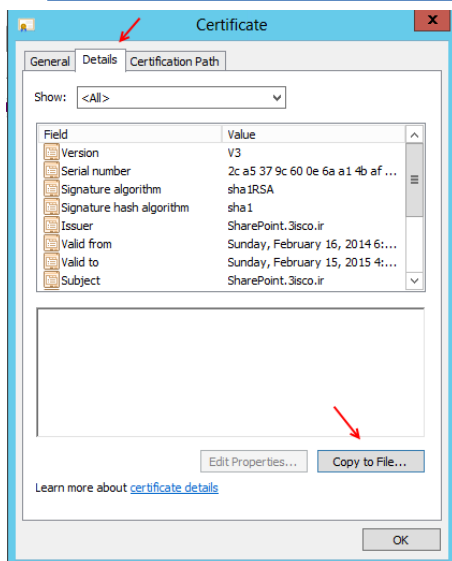 Certificate
x
General Details Certification Path
Show: <All>
Field Value
Version V3
Serial number 2c a5 37 9c 60 0e 6a a1 4b af ...
Signature algorithm sha1RSA
Signature hash algorithm sha1
Issuer SharePoint.3isco.ir
Valid from Sunday, February 16, 2014 6:...
Valid to Sunday, February 15, 2015 4:...
Subject SharePoint.3isco.ir
Edit Properties... Copy to File...
Learn more about certificate details
OK